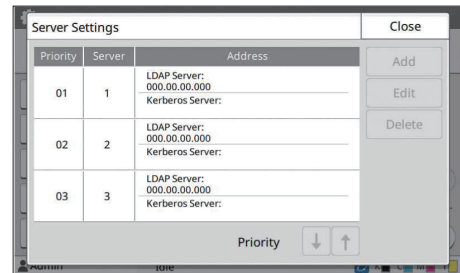 Server Settings
Close
Priority Server Address
Add
Edit
Delete
01 1 LDAP Server:
000.00.00.000
Kerberos Server:
02 2 LDAP Server:
000.00.00.000
Kerberos Server:
03 3 LDAP Server:
000.00.00.000
Kerberos Server:
Priority ↓ ↑
Admin Idle K C M Y